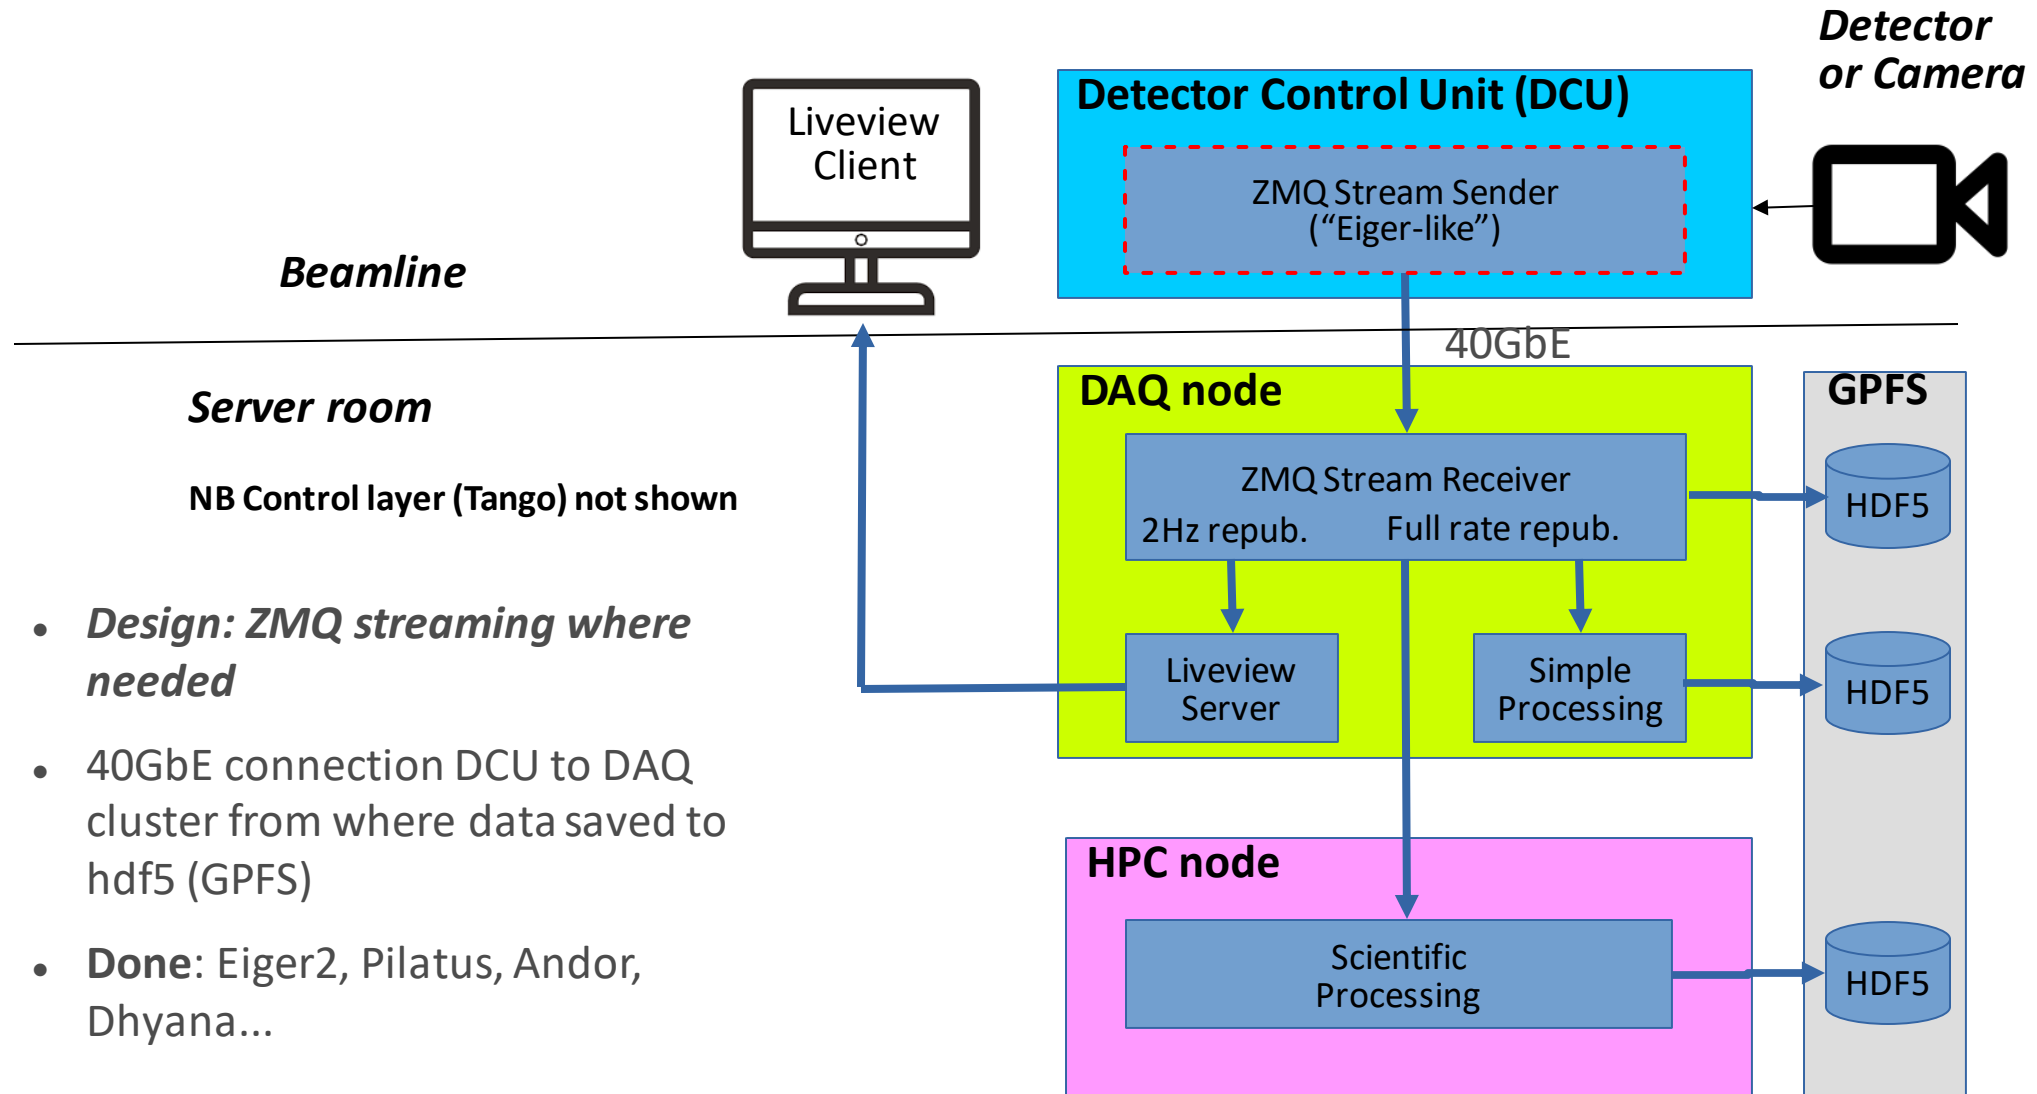 Detector
or Camera
Liveview
Client
Detector Control Unit (DCU)
ZMQ Stream Sender
(“Eiger-like”)
Beamline
40GbE
Server room
NB Control layer (Tango) not shown
DAQ node
ZMQ Stream Receiver
2Hz repub.
Full rate repub.
Liveview
Server
Simple
Processing
GPFS
HDF5
HDF5
HDF5
HPC node
Scientific
Processing
• Design: ZMQ streaming where
needed
• 40GbE connection DCU to DAQ
cluster from where data saved to
hdf5 (GPFS)
• Done: Eiger2, Pilatus, Andor,
Dhyana...